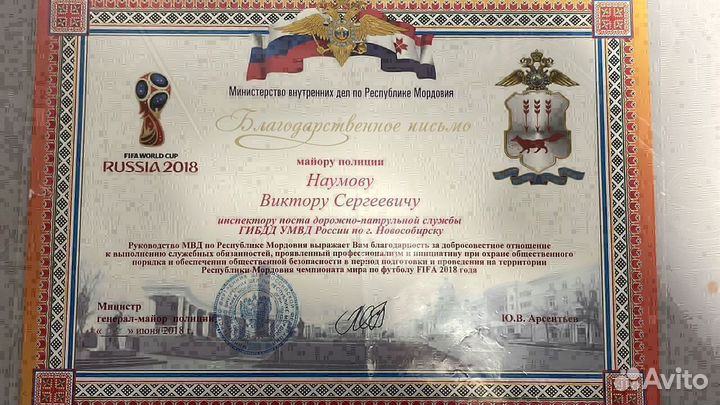 Министерство внутренних дел по Республике Мордовия
Благодарственное письмо
FIFA WORLD CUP
RUSSIA 2018
майору полиции
Наумову
Виктору Сергеевичу
инспектору поста дорожно-патрульной службы
ГИБДД УМВД России по г. Новосибирску
Руководство МВД по Республике Мордовия выражает Вам благодарность за добросовестное отношение
к выполнению служебных обязанностей, проявленный профессионализм и инициативу при охране общественного
порядка и обеспечении общественной безопасности в период подготовки и проведения на территории
Республики Мордовия чемпионата мира по футболу FIFA 2018 года
Министр
генерал-майор полиции
« » июня 2018 г.
Ю.В. Арсентьев
Avito